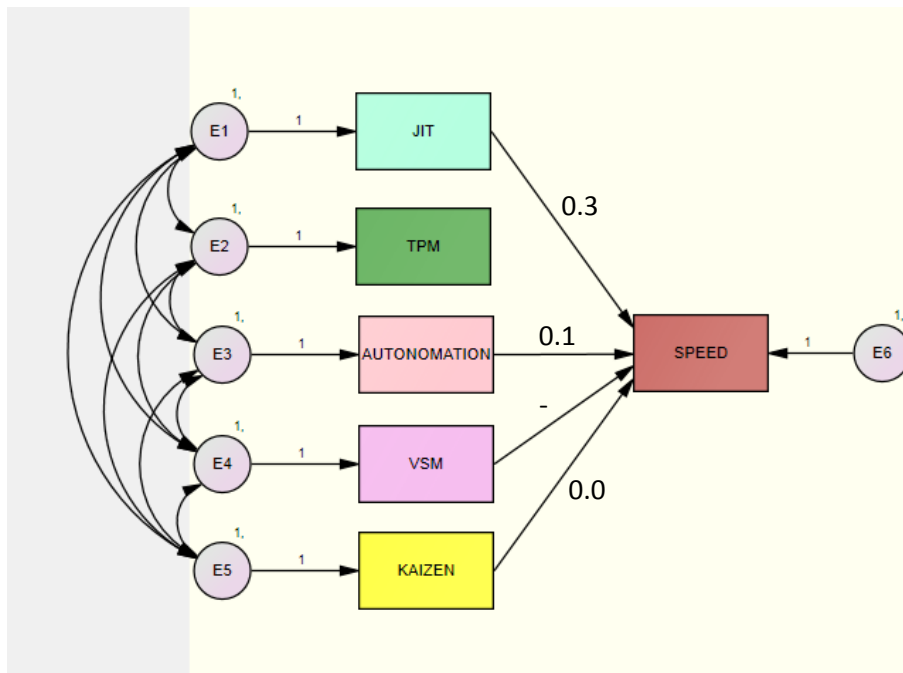 1,
E1
1
JIT
0.3
1,
E2
1
TPM
1,
E3
1
AUTONOMATION
0.1
SPEED
1
1,
E6
-
1,
E4
1
VSM
0.0
1,
E5
1
KAIZEN